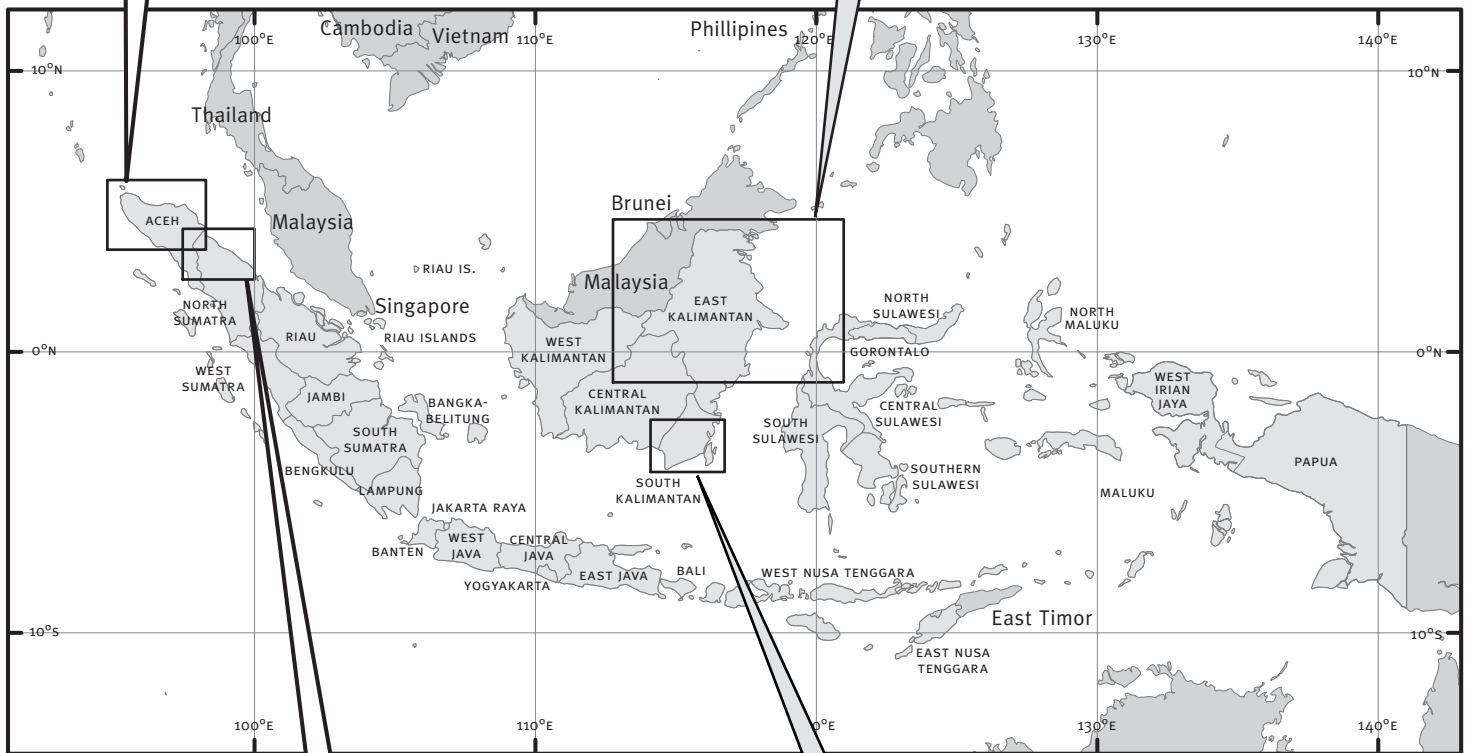 Cambodia
Vietnam
Phillipines
100°E
110°E
120°E
130°E
140°E
10°N
10°N
Thailand
Brunei
ACEH
Malaysia
RIAU IS.
Malaysia
Singapore
NORTH
SUMATRA
RIAU
RIAU ISLANDS
EAST
KALIMANTAN
NORTH
SULAWESI
NORTH
MALUKU
WEST
KALIMANTAN
GORONTALO
0°N
0°N
WEST
SUMATRA
JAMBI
BANGKA-
BELITUNG
CENTRAL
KALIMANTAN
CENTRAL
SULAWESI
WEST
IRIAN
JAYA
SOUTH
SUMATRA
SOUTH
SULAWESI
BENGKULU
LAMPUNG
SOUTH
KALIMANTAN
SOUTHERN
SULAWESI
MALUKU
PAPUA
JAKARTA RAYA
BANTEN
WEST
JAVA
CENTRAL
JAVA
YOGYAKARTA
EAST JAVA
BALI
WEST NUSA TENGGARA
East Timor
10°S
10°S
EAST NUSA
TENGGARA
100°E
110°E
0°E
130°E
140°E